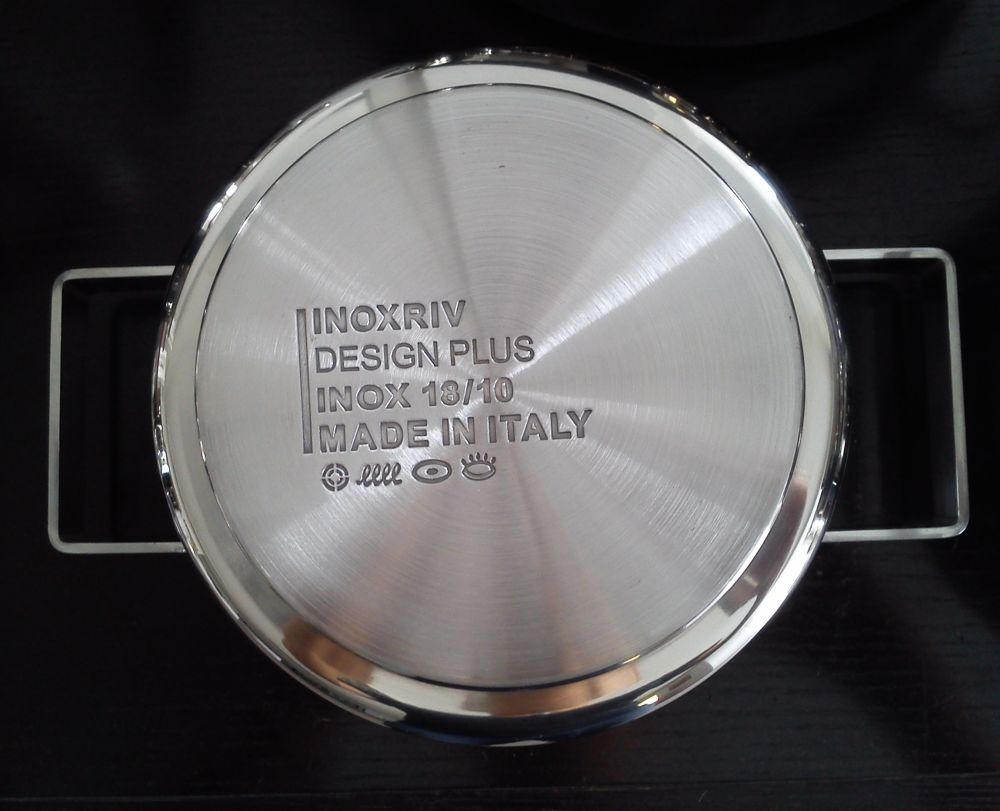 INOXRIV
DESIGN PLUS
INOX 18/10
MADE IN ITALY